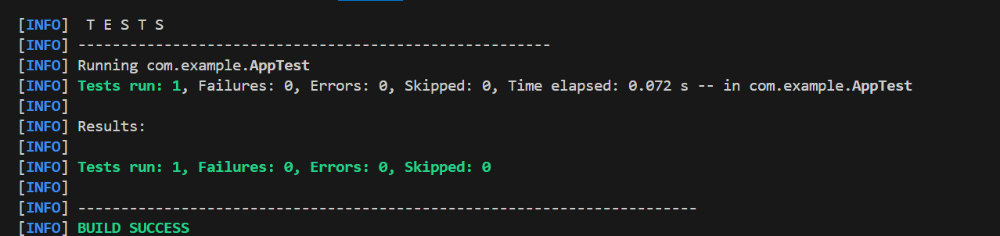 [INFO]  T E S T S
[INFO] -------------------------------------------------------
[INFO] Running com.example.AppTest
[INFO] Tests run: 1, Failures: 0, Errors: 0, Skipped: 0, Time elapsed: 0.072 s -- in com.example.AppTest
[INFO]
[INFO] Results:
[INFO]
[INFO] Tests run: 1, Failures: 0, Errors: 0, Skipped: 0
[INFO]
[INFO] ------------------------------------------------------------------------
[INFO] BUILD SUCCESS